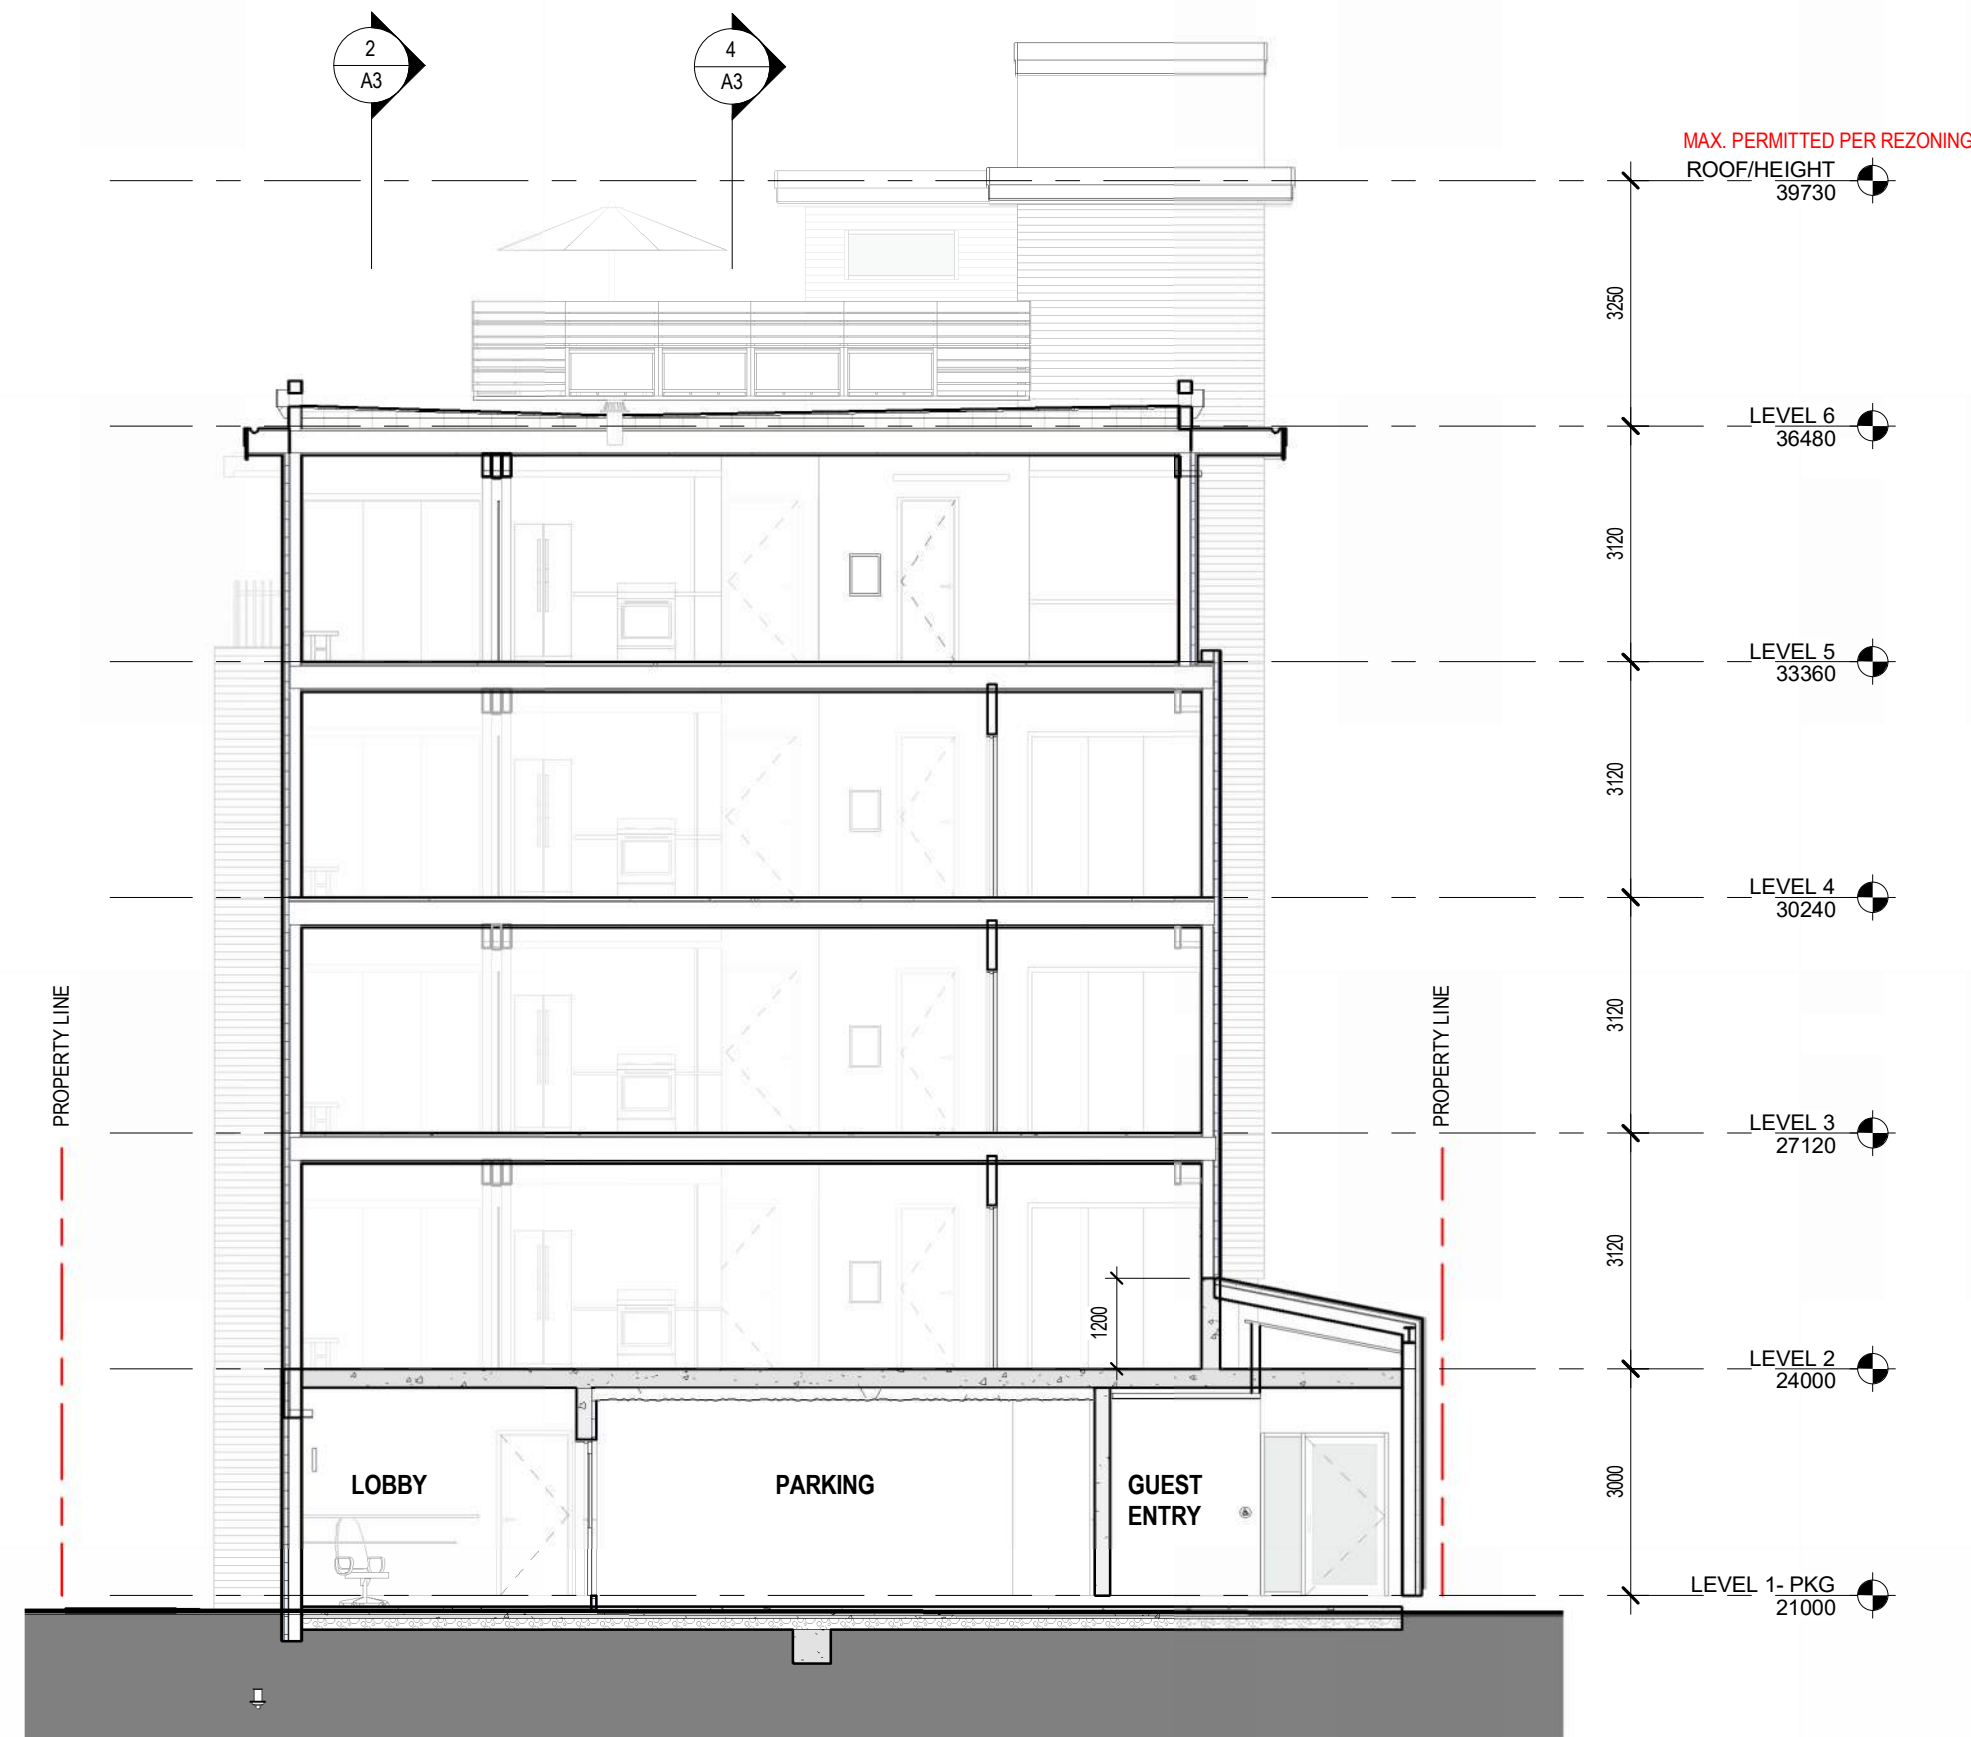 2
A3
4
A3
MAX. PERMITTED PER REZONING
ROOF/HEIGHT
39730
3250
LEVEL 6
36480
3120
LEVEL 5
33360
3120
LEVEL 4
30240
3120
LEVEL 3
27120
3120
LEVEL 2
24000
3000
LEVEL 1- PKG
21000
PROPERTY LINE
PROPERTY LINE
1200
LOBBY
PARKING
GUEST
ENTRY